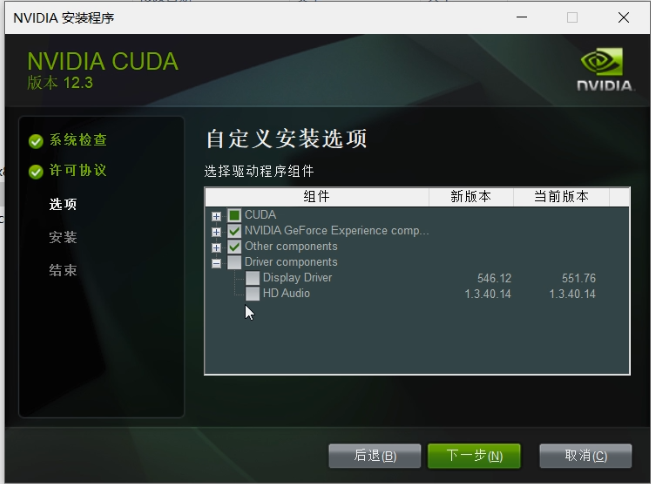 NVIDIA 安装程序
NVIDIA CUDA
版本 12.3
NVIDIA.
系统检查
许可协议
选项
安装
结束
自定义安装选项
选择驱动程序组件
组件 新版本 当前版本
CUDA
NVIDIA GeForce Experience comp...
Other components
Driver components
Display Driver 546.12 551.76
HD Audio 1.3.40.14 1.3.40.14
后退(B) 下一步(N) 取消(C)